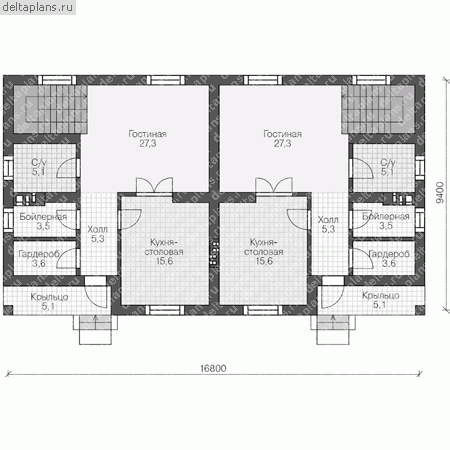 deltaplans.ru
Гостиная
27,3
Гостиная
27,3
С/у
5,1
С/у
5,1
Бойлерная
3,5
Холл
5,3
Кухня-
столовая
15,6
Кухня-
столовая
15,6
Холл
5,3
Бойлерная
3,5
Гардероб
3,6
Гардероб
3,6
Крыльцо
5,1
Крыльцо
5,1
9400
16800